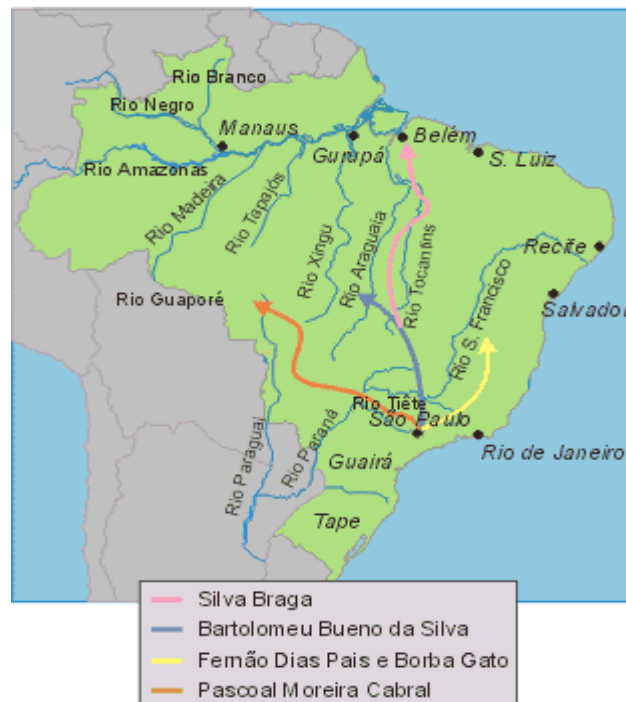 Rio Branco
Rio Negro
Manaus
Gurupá
Belém
S. Luiz
Rio Amazonas
Rio Madeira
Rio Tapajós
Rio Xingu
Rio Araguaia
Rio Tocantins
Rio S. Francisco
Recife
Salvador
Rio Guaporé
Rio Tiête
São Paulo
Rio de Janeiro
Rio Paraguai
Rio Paraná
Guairá
Tape
Silva Braga
Bartolomeu Bueno da Silva
Fernão Dias Pais e Borba Gato
Pascoal Moreira Cabral